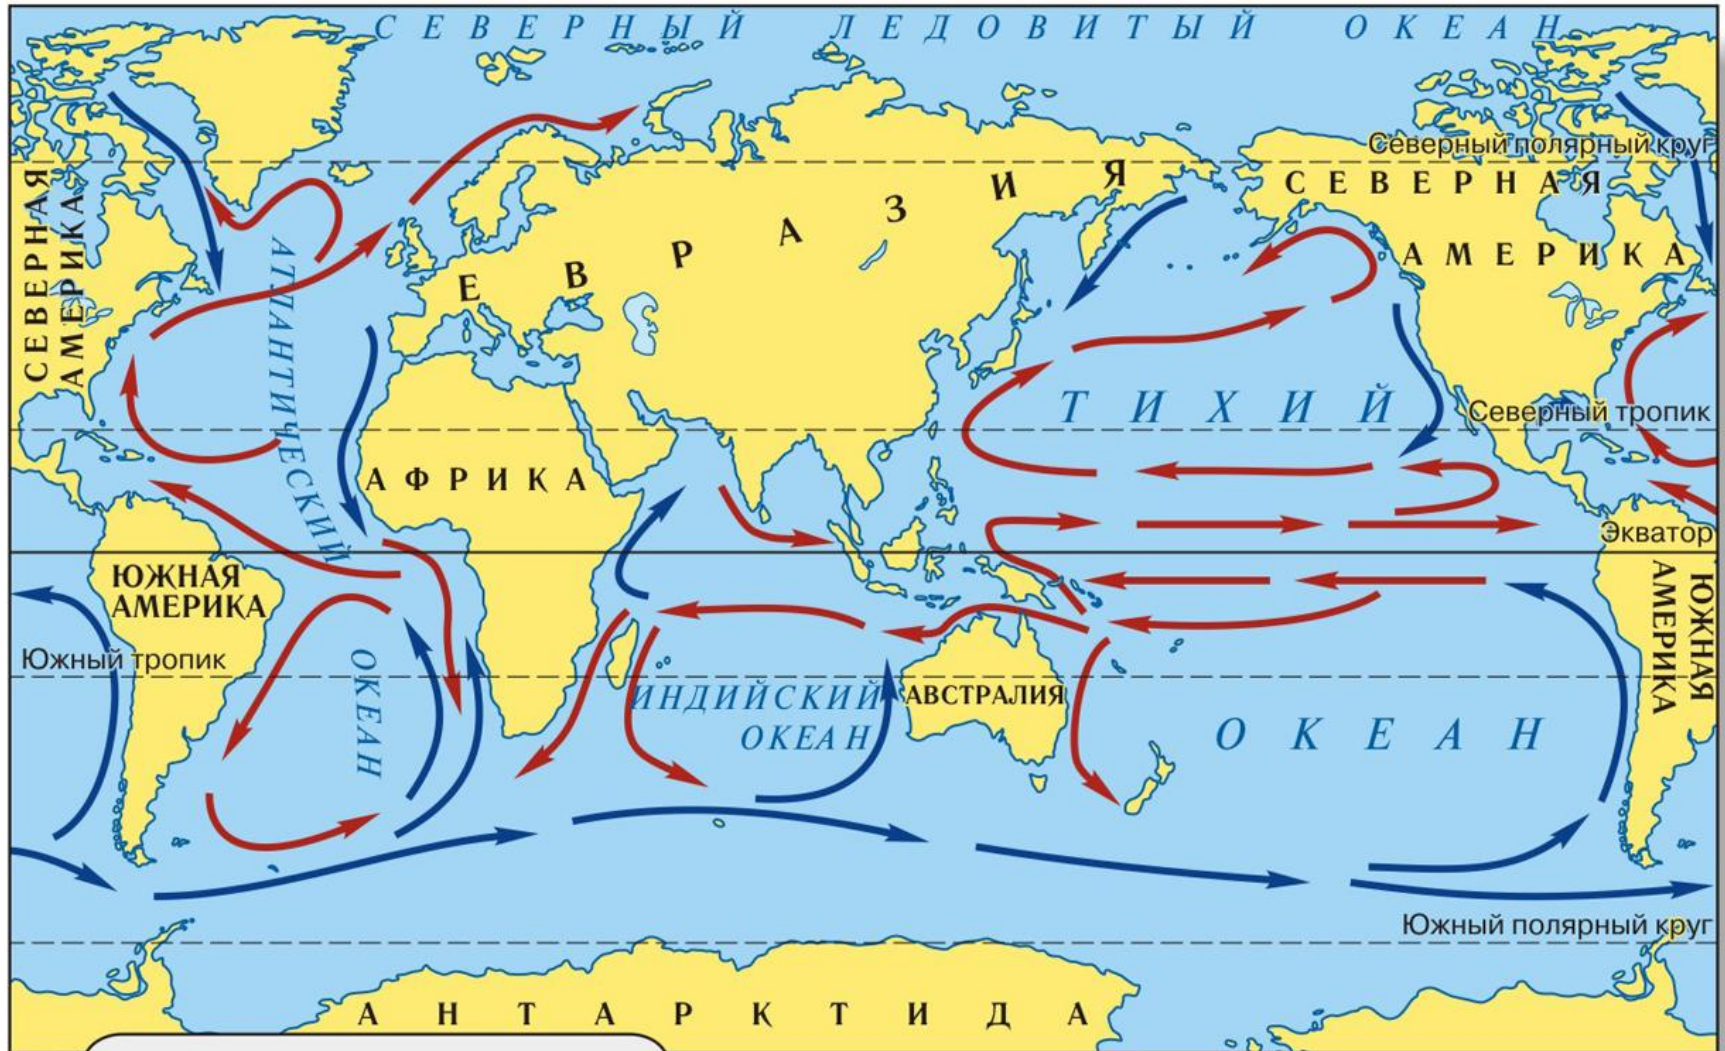 СЕВЕРНЫЙ ЛЕДОВИТЫЙ ОКЕАН
Северный полярный круг
СЕВЕРНАЯ
АМЕРИКА
ЕВРАЗИЯ
СЕВЕРНАЯ
АМЕРИКА
АТЛАНТИЧЕСКИЙ
ОКЕАН
ТИХИЙ
ОКЕАН
Северный тропик
АФРИКА
Экватор
ЮЖНАЯ
АМЕРИКА
ЮЖНАЯ
АМЕРИКА
Южный тропик
ИНДИЙСКИЙ
ОКЕАН
АВСТРАЛИЯ
Южный полярный круг
АНТАРКТИДА